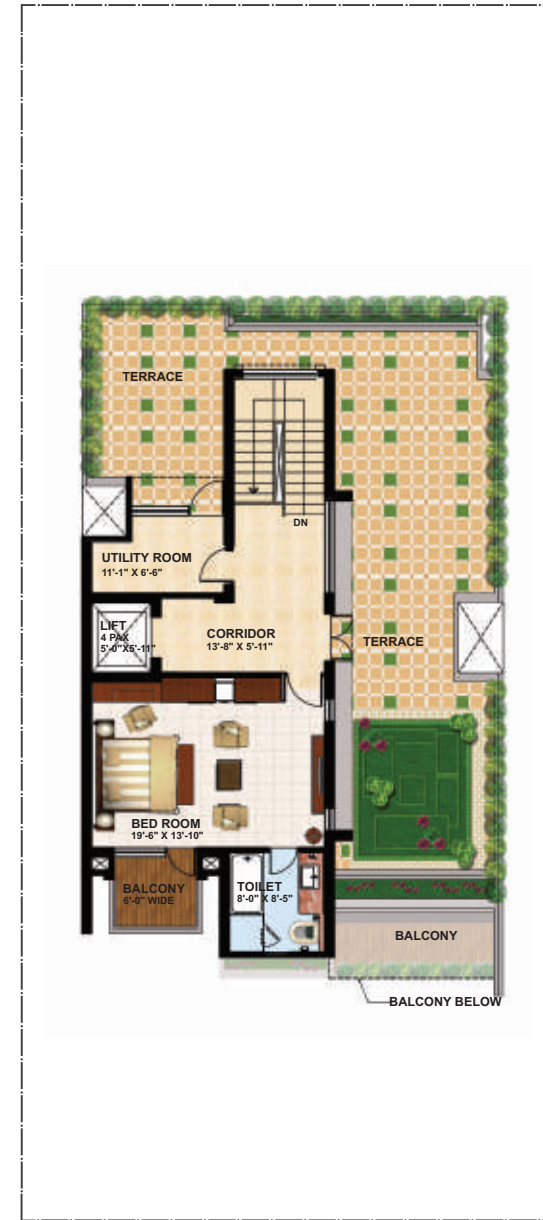 TERRACE
DN
UTILITY ROOM
11'-1" X 6'-6"
LIFT
4 PAX
5'-0"X5'-11"
CORRIDOR
13'-8" X 5'-11"
TERRACE
BED ROOM
19'-6" X 13'-10"
BALCONY
6'-0" WIDE
TOILET
8'-0" X 8'-5"
BALCONY
BALCONY BELOW